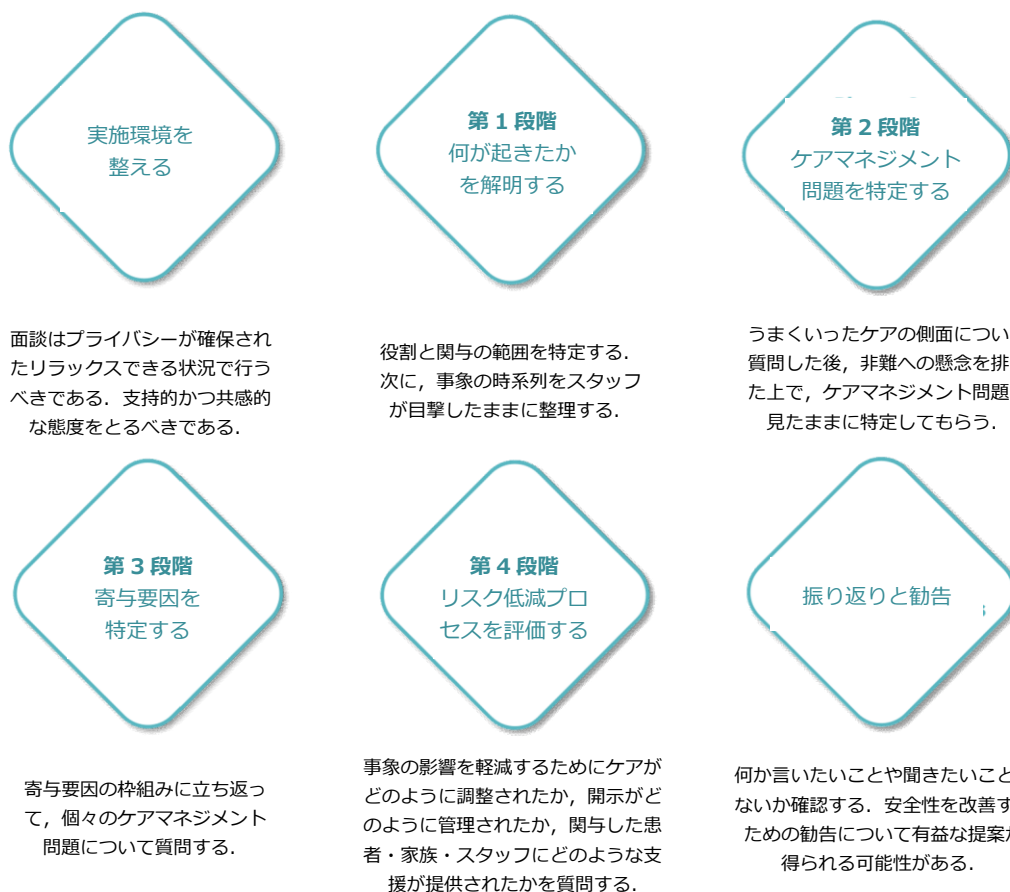 実施環境を
整える
第 1 段階
何が起きたか
を解明する
第 2 段階
ケアマネジメント
問題を特定する
面談はプライバシーが確保され
たリラックスできる状況で行う
べきである．支持的かつ共感的
な態度をとるべきである．
役割と関与の範囲を特定する．
次に，事象の時系列をスタッフ
が目撃したままに整理する．
うまくいったケアの側面につい
質問した後，非難への懸念を排
た上で，ケアマネジメント問題
見たままに特定してもらう．
第 3 段階
寄与要因を
特定する
第 4 段階
リスク低減プロ
セスを評価する
振り返りと勧告
寄与要因の枠組みに立ち返っ
て，個々のケアマネジメント
問題について質問する．
事象の影響を軽減するためにケアが
どのように調整されたか，開示がど
のように管理されたか，関与した患
者・家族・スタッフにどのような支
援が提供されたかを質問する．
何か言いたいことや聞きたいこと
ないか確認する．安全性を改善す
ための勧告について有益な提案が
得られる可能性がある．